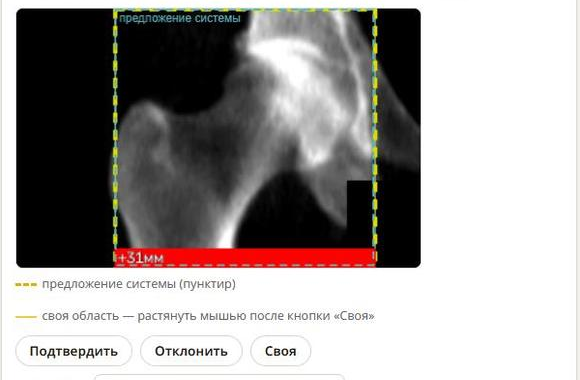 предложение системы
+31мм
предложение системы (пунктир)
своя область — растянуть мышью после кнопки «Своя»
Подтвердить
Отклонить
Своя